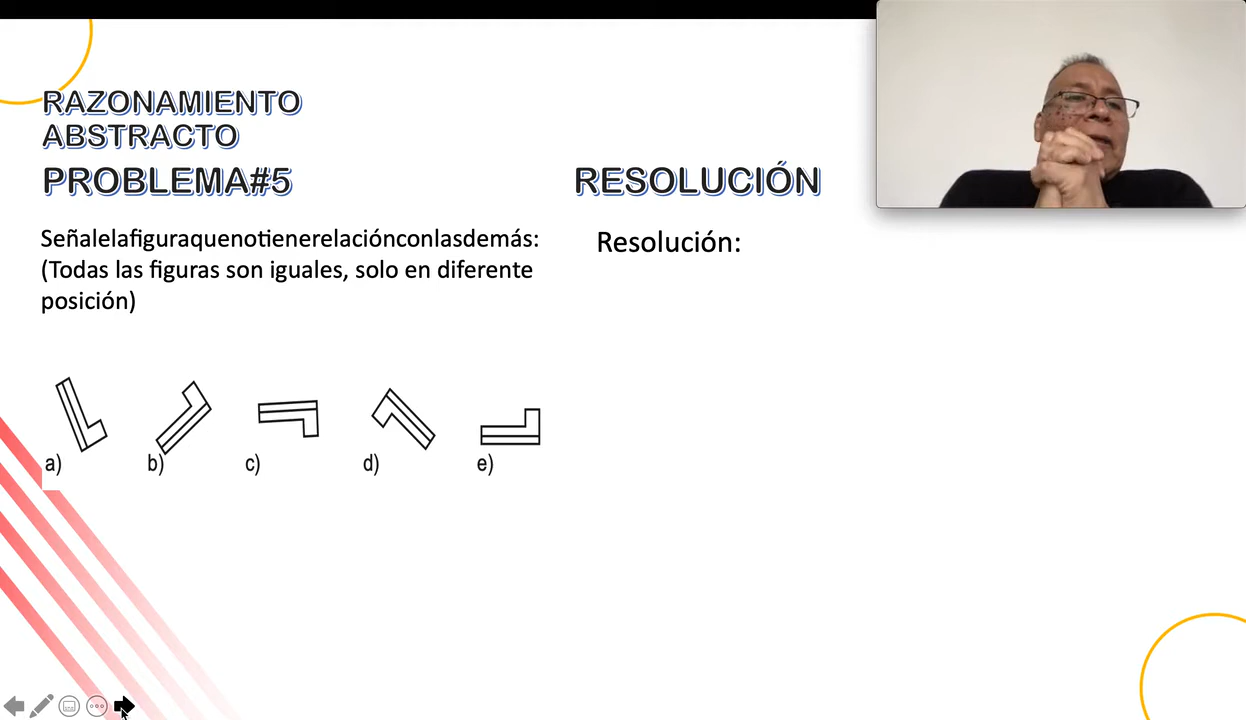 RAZONAMIENTO
ABSTRACTO
PROBLEMA#5
Señalelafiguraquenotienerelaciónconlasdemás:
(Todas las figuras son iguales, solo en diferente
posición)
a) b) c) d) e)
RESOLUCIÓN
Resolución: